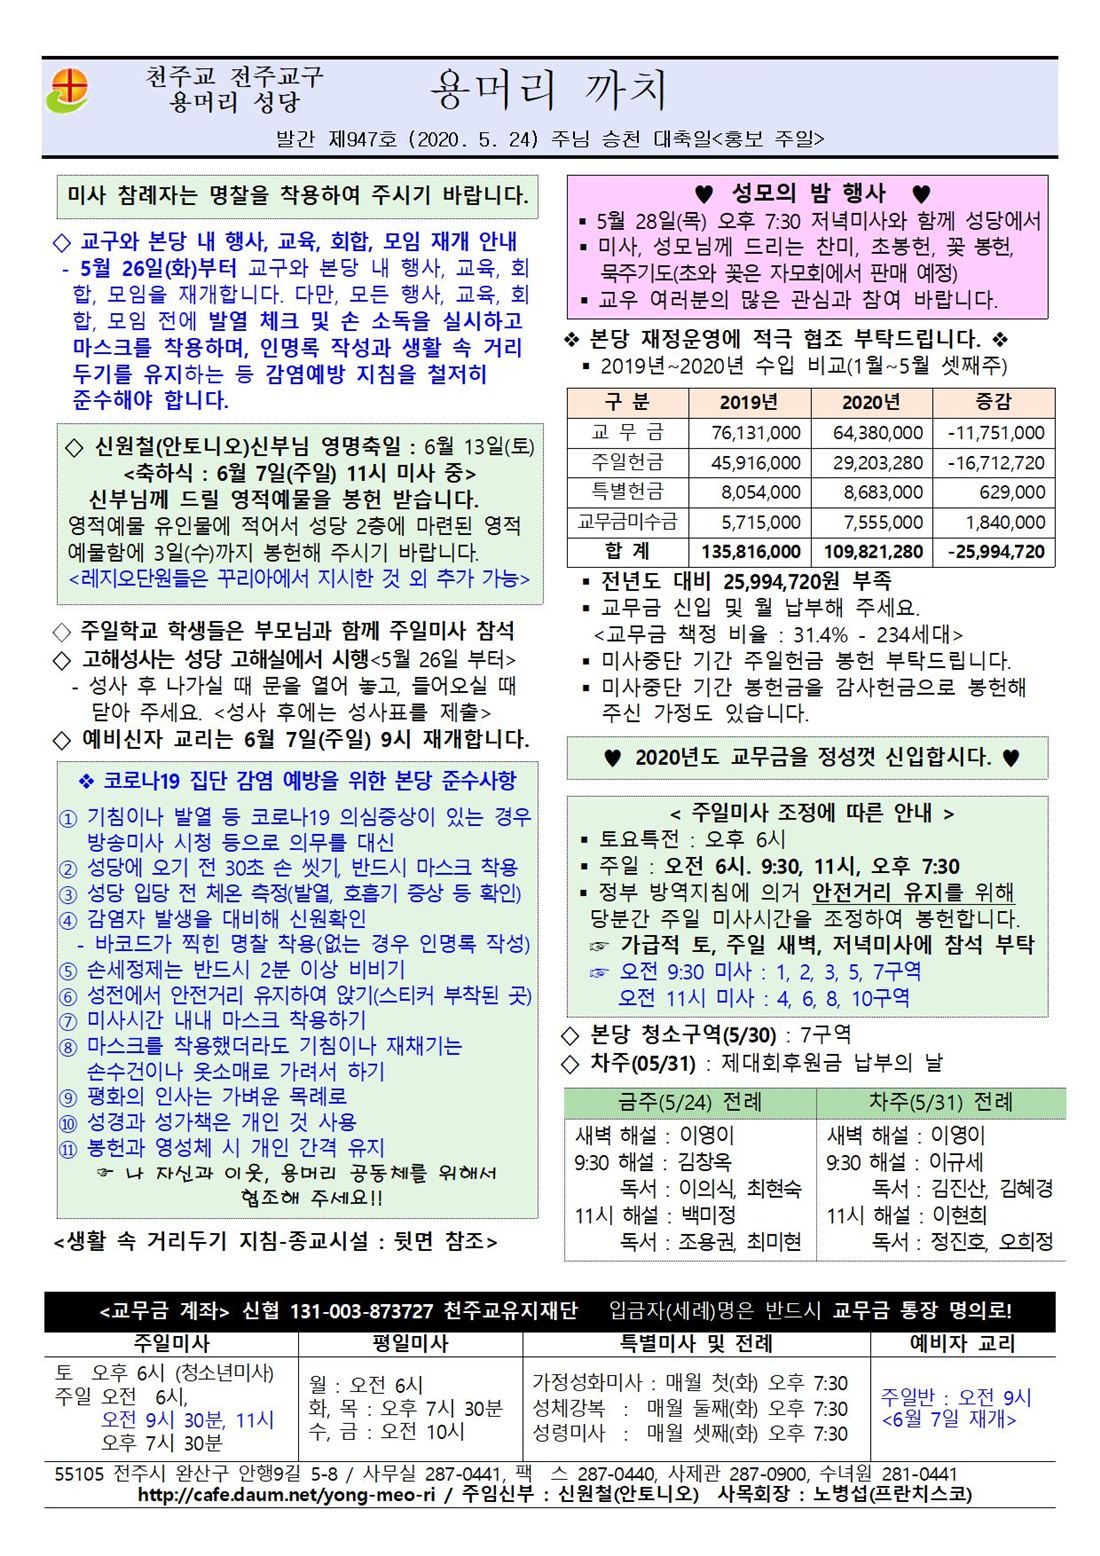 천주교 전주교구
용머리 성당
용머리 까치
발간 제947호 (2020. 5. 24) 주님 승천 대축일<홍보 주일>
미사 참례자는 명찰을 착용하여 주시기 바랍니다.
◇ 교구와 본당 내 행사, 교육, 회합, 모임 재개 안내
- 5월 26일(화)부터 교구와 본당 내 행사, 교육, 회
합, 모임을 재개합니다. 다만, 모든 행사, 교육, 회
합, 모임 전에 발열 체크 및 손 소독을 실시하고
마스크를 착용하며, 인명록 작성과 생활 속 거리
두기를 유지하는 등 감염예방 지침을 철저히
준수해야 합니다.
◇ 신원철(안토니오)신부님 영명축일 : 6월 13일(토)
<축하식 : 6월 7일(주일) 11시 미사 중>
신부님께 드릴 영적예물을 봉헌 받습니다.
영적예물 유인물에 적어서 성당 2층에 마련된 영적
예물함에 3일(수)까지 봉헌해 주시기 바랍니다.
<레지오단원들은 꾸리아에서 지시한 것 외 추가 가능>
◇ 주일학교 학생들은 부모님과 함께 주일미사 참석
◇ 고해성사는 성당 고해실에서 시행<5월 26일 부터>
- 성사 후 나가실 때 문을 열어 놓고, 들어오실 때
닫아 주세요. <성사 후에는 성사표를 제출>
◇ 예비신자 교리는 6월 7일(주일) 9시 재개합니다.
❖ 코로나19 집단 감염 예방을 위한 본당 준수사항
① 기침이나 발열 등 코로나19 의심증상이 있는 경우
방송미사 시청 등으로 의무를 대신
② 성당에 오기 전 30초 손 씻기, 반드시 마스크 착용
③ 성당 입당 전 체온 측정(발열, 호흡기 증상 등 확인)
④ 감염자 발생을 대비해 신원확인
- 바코드가 찍힌 명찰 착용(없는 경우 인명록 작성)
⑤ 손세정제는 반드시 2분 이상 비비기
⑥ 성전에서 안전거리 유지하여 앉기(스티커 부착된 곳)
⑦ 미사시간 내내 마스크 착용하기
⑧ 마스크를 착용했더라도 기침이나 재채기는
손수건이나 옷소매로 가려서 하기
⑨ 평화의 인사는 가벼운 목례로
⑩ 성경과 성가책은 개인 것 사용
⑪ 봉헌과 영성체 시 개인 간격 유지
☞ 나 자신과 이웃, 용머리 공동체를 위해서
협조해 주세요!!
<생활 속 거리두기 지침-종교시설 : 뒷면 참조>
♥ 성모의 밤 행사 ♥
▪ 5월 28일(목) 오후 7:30 저녁미사와 함께 성당에서
▪ 미사, 성모님께 드리는 찬미, 초봉헌, 꽃 봉헌,
묵주기도(초와 꽃은 자모회에서 판매 예정)
▪ 교우 여러분의 많은 관심과 참여 바랍니다.
❖ 본당 재정운영에 적극 협조 부탁드립니다. ❖
▪ 2019년~2020년 수입 비교(1월~5월 셋째주)
구 분 2019년 2020년 증감
교 무 금 76,131,000 64,380,000 -11,751,000
주일헌금 45,916,000 29,203,280 -16,712,720
특별헌금 8,054,000 8,683,000 629,000
교무금미수금 5,715,000 7,555,000 1,840,000
합 계 135,816,000 109,821,280 -25,994,720
▪ 전년도 대비 25,994,720원 부족
▪ 교무금 신입 및 월 납부해 주세요.
<교무금 책정 비율 : 31.4% - 234세대>
▪ 미사중단 기간 주일헌금 봉헌 부탁드립니다.
▪ 미사중단 기간 봉헌금을 감사헌금으로 봉헌해
주신 가정도 있습니다.
♥ 2020년도 교무금을 정성껏 신입합시다. ♥
< 주일미사 조정에 따른 안내 >
▪ 토요특전 : 오후 6시
▪ 주일 : 오전 6시. 9:30, 11시, 오후 7:30
▪ 정부 방역지침에 의거 안전거리 유지를 위해
당분간 주일 미사시간을 조정하여 봉헌합니다.
☞ 가급적 토, 주일 새벽, 저녁미사에 참석 부탁
☞ 오전 9:30 미사 : 1, 2, 3, 5, 7구역
오전 11시 미사 : 4, 6, 8, 10구역
◇ 본당 청소구역(5/30) : 7구역
◇ 차주(05/31) : 제대회후원금 납부의 날
금주(5/24) 전례 차주(5/31) 전례
새벽 해설 : 이영이 새벽 해설 : 이영이
9:30 해설 : 김창옥 9:30 해설 : 이규세
독서 : 이의식, 최현숙 독서 : 김진산, 김혜경
11시 해설 : 백미정 11시 해설 : 이현희
독서 : 조용권, 최미현 독서 : 정진호, 오희정
<교무금 계좌> 신협 131-003-873727 천주교유지재단 입금자(세례)명은 반드시 교무금 통장 명의로!
주일미사 평일미사 특별미사 및 전례 예비자 교리
토 오후 6시 (청소년미사)
주일 오전 6시,
오전 9시 30분, 11시
오후 7시 30분
월 : 오전 6시
화, 목 : 오후 7시 30분
수, 금 : 오전 10시
가정성화미사 : 매월 첫(화) 오후 7:30
성체강복 : 매월 둘째(화) 오후 7:30
성령미사 : 매월 셋째(화) 오후 7:30
주일반 : 오전 9시
<6월 7일 재개>
55105 전주시 완산구 안행9길 5-8 / 사무실 287-0441, 팩 스 287-0440, 사제관 287-0900, 수녀원 281-0441
http://cafe.daum.net/yong-meo-ri / 주임신부 : 신원철(안토니오) 사목회장 : 노병섭(프란치스코)